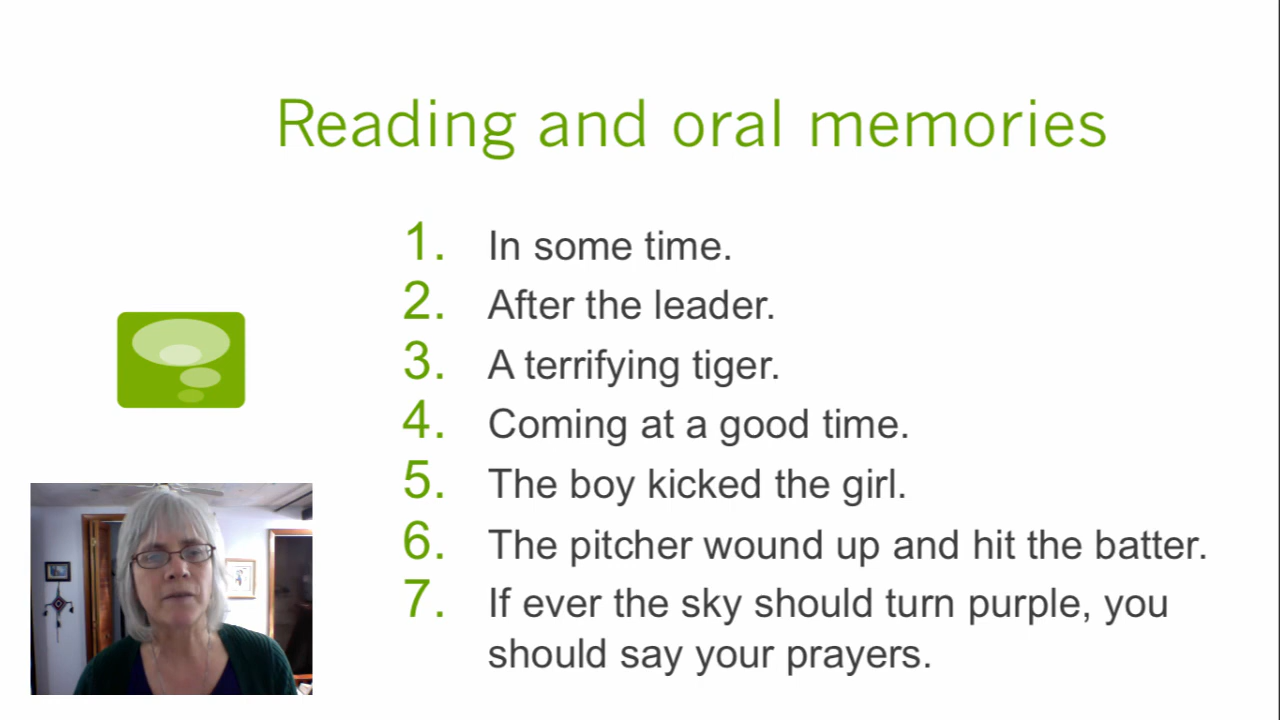 Reading and oral memories
1. In some time.
2. After the leader.
3. A terrifying tiger.
4. Coming at a good time.
5. The boy kicked the girl.
6. The pitcher wound up and hit the batter.
7. If ever the sky should turn purple, you
should say your prayers.